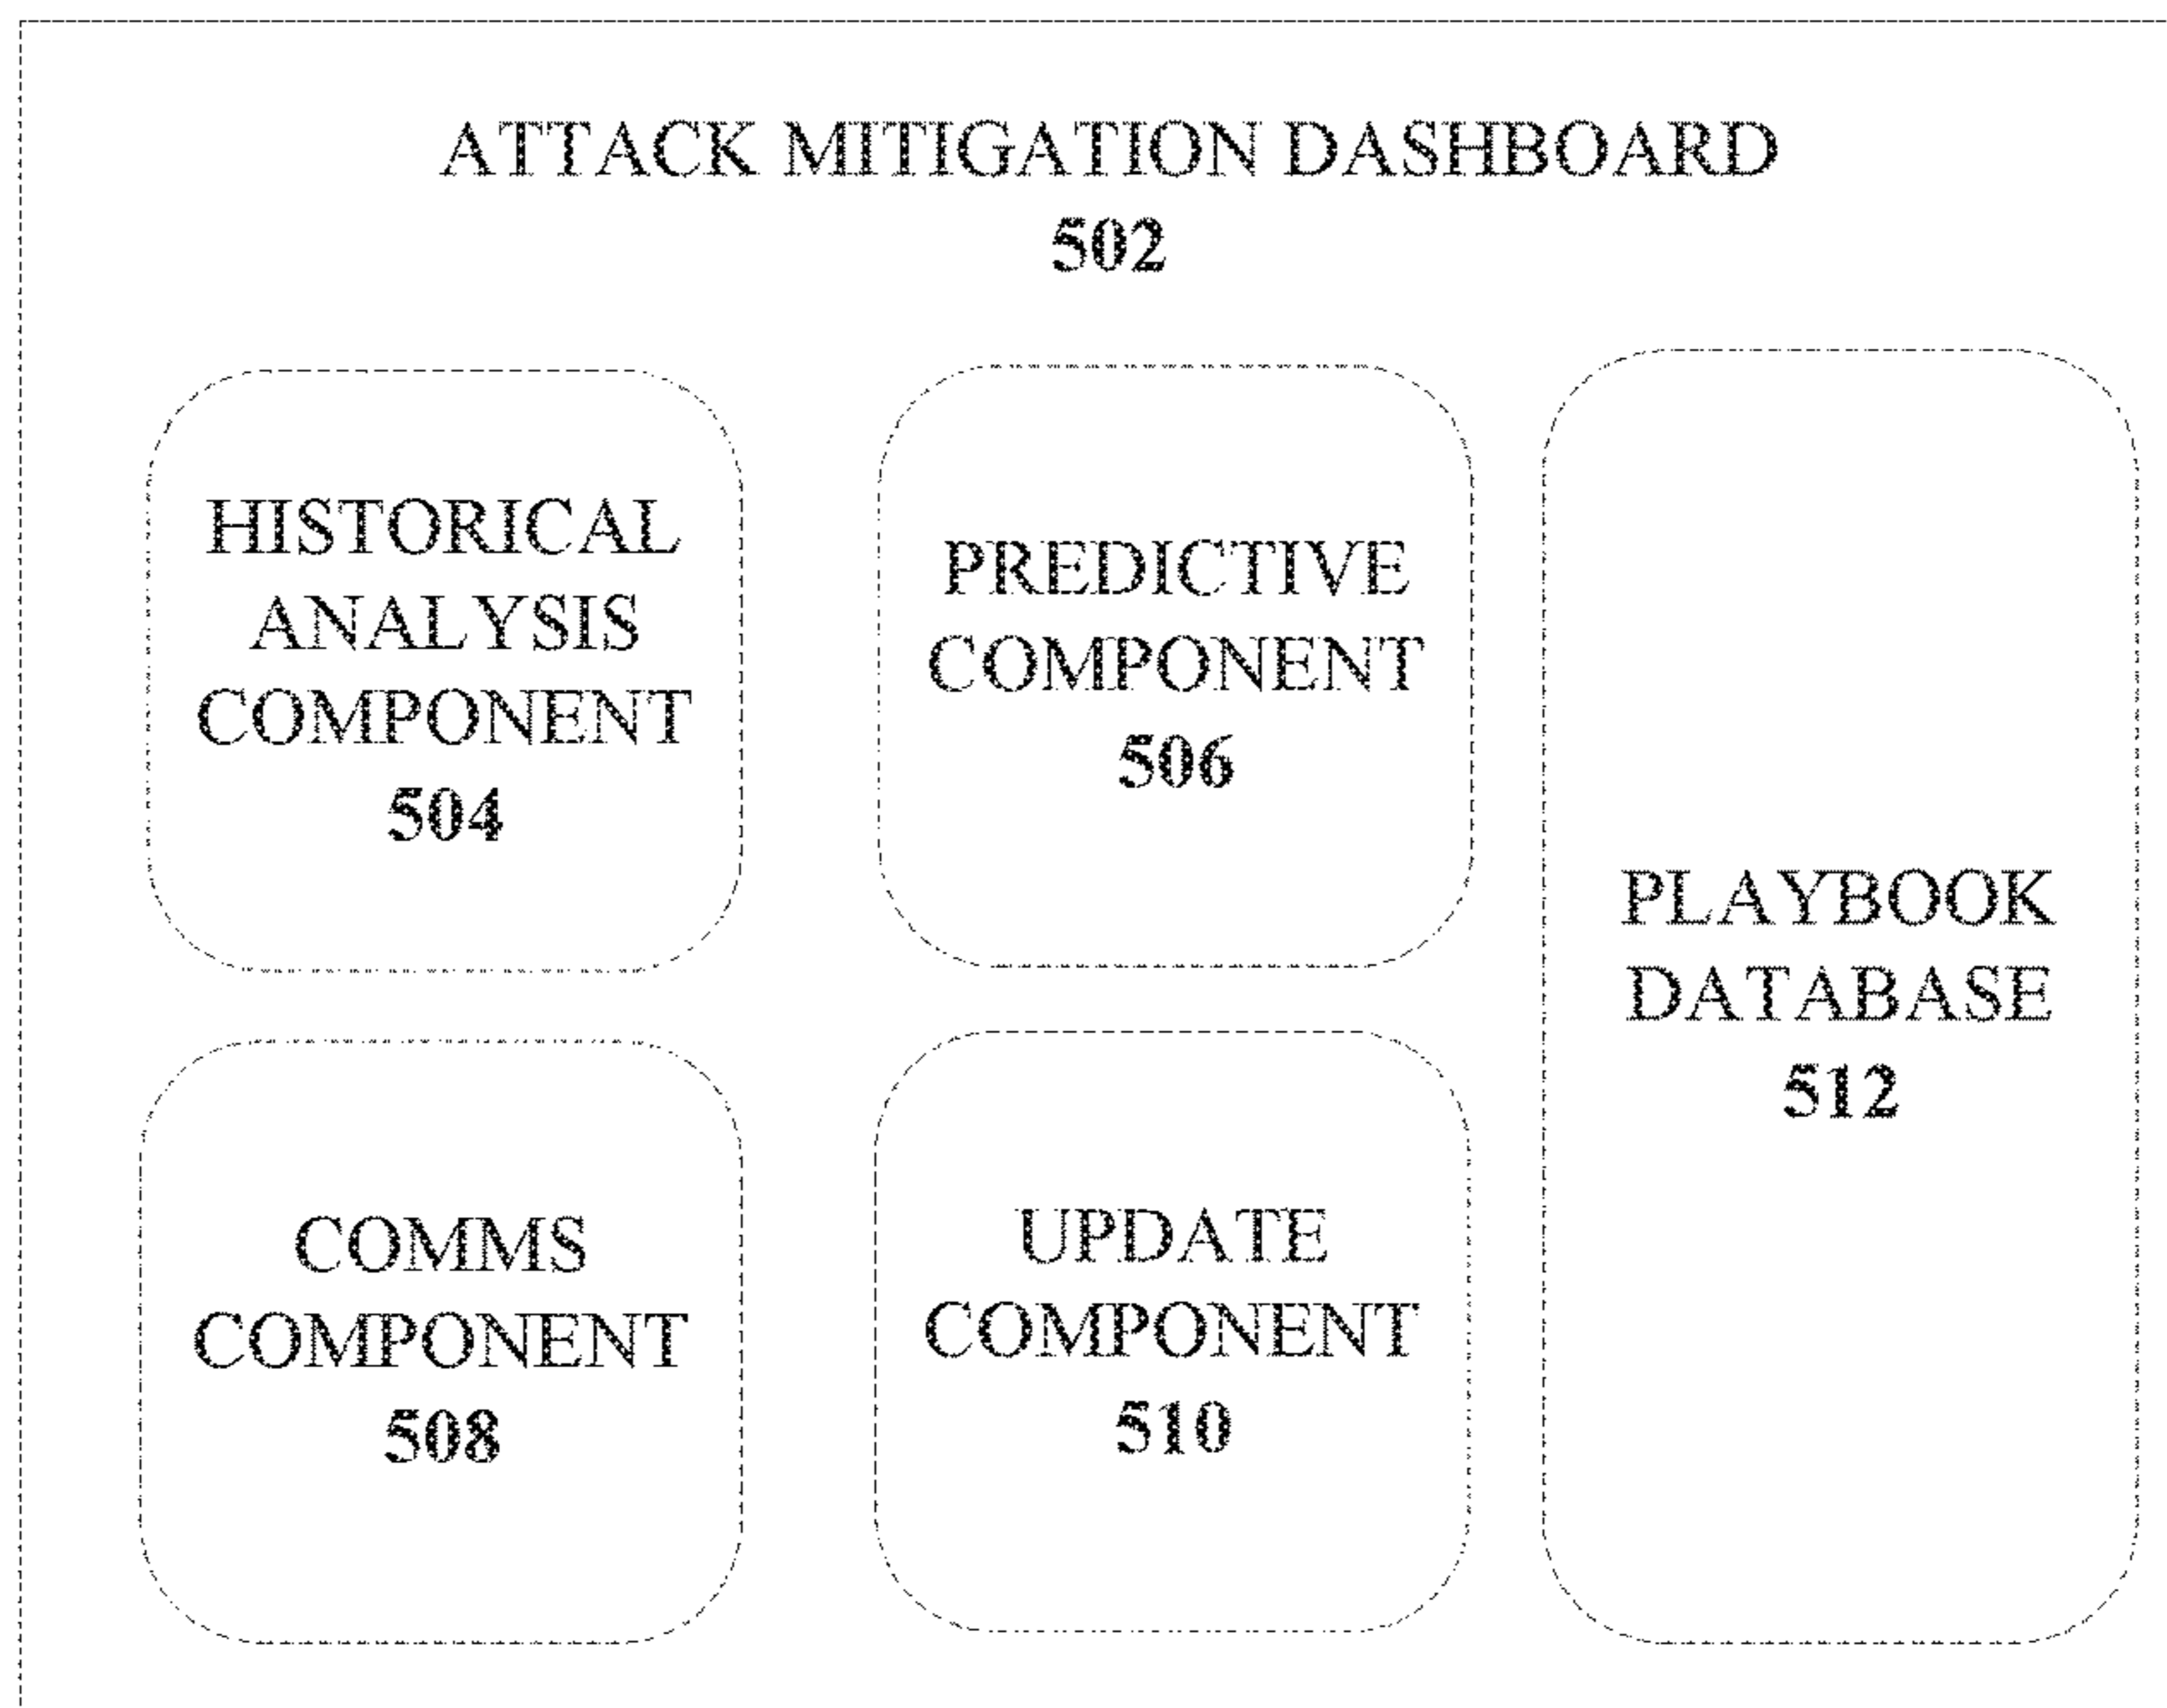 ATTACK MITIGATION DASHBOARD
502
HISTORICAL
ANALYSIS
COMPONENT
504
PREDICTIVE
COMPONENT
506
PLAYBOOK
DATABASE
512
COMMS
COMPONENT
508
UPDATE
COMPONENT
510